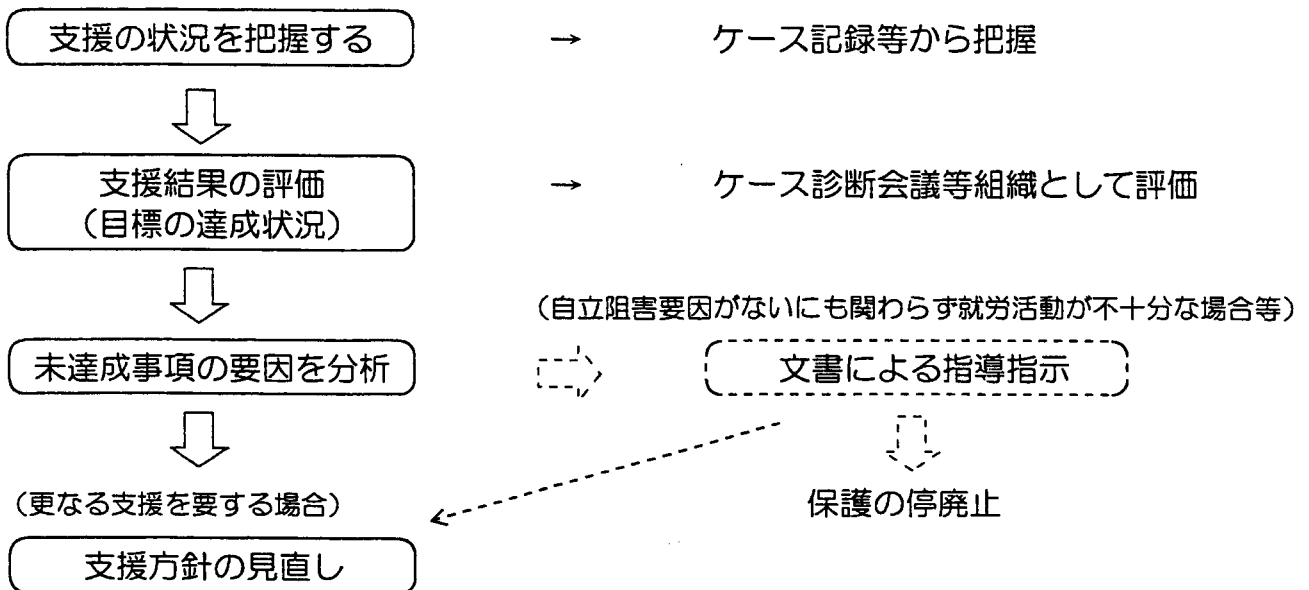 支援の状況を把握する → ケース記録等から把握
支援結果の評価
（目標の達成状況） → ケース診断会議等組織として評価
（自立阻害要因がないにも関わらず就労活動が不十分な場合等）
未達成事項の要因を分析 文書による指導指示
（更なる支援を要する場合） 保護の停廃止
支援方針の見直し